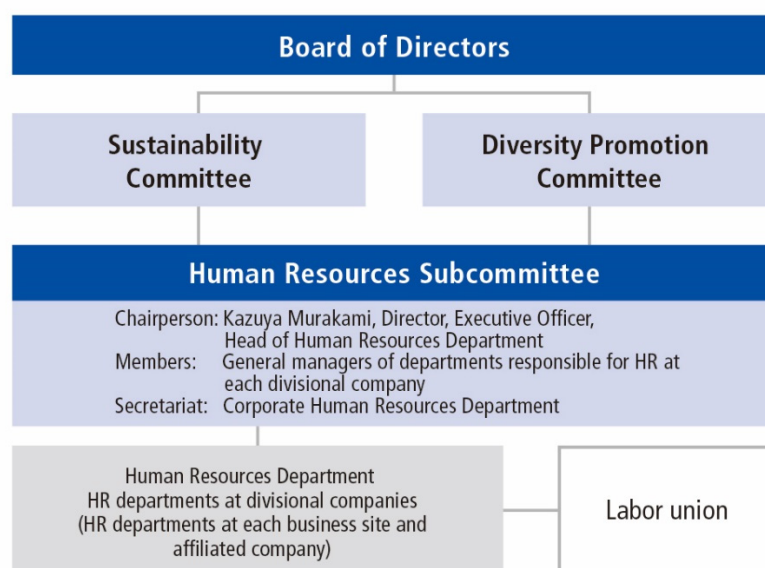 Board of Directors
Sustainability
Committee
Diversity Promotion
Committee
Human Resources Subcommittee
Chairperson: Kazuya Murakami, Director, Executive Officer,
Head of Human Resources Department
Members: General managers of departments responsible for HR at
each divisional company
Secretariat: Corporate Human Resources Department
Human Resources Department
HR departments at divisional companies
(HR departments at each business site and
affiliated company)
Labor union